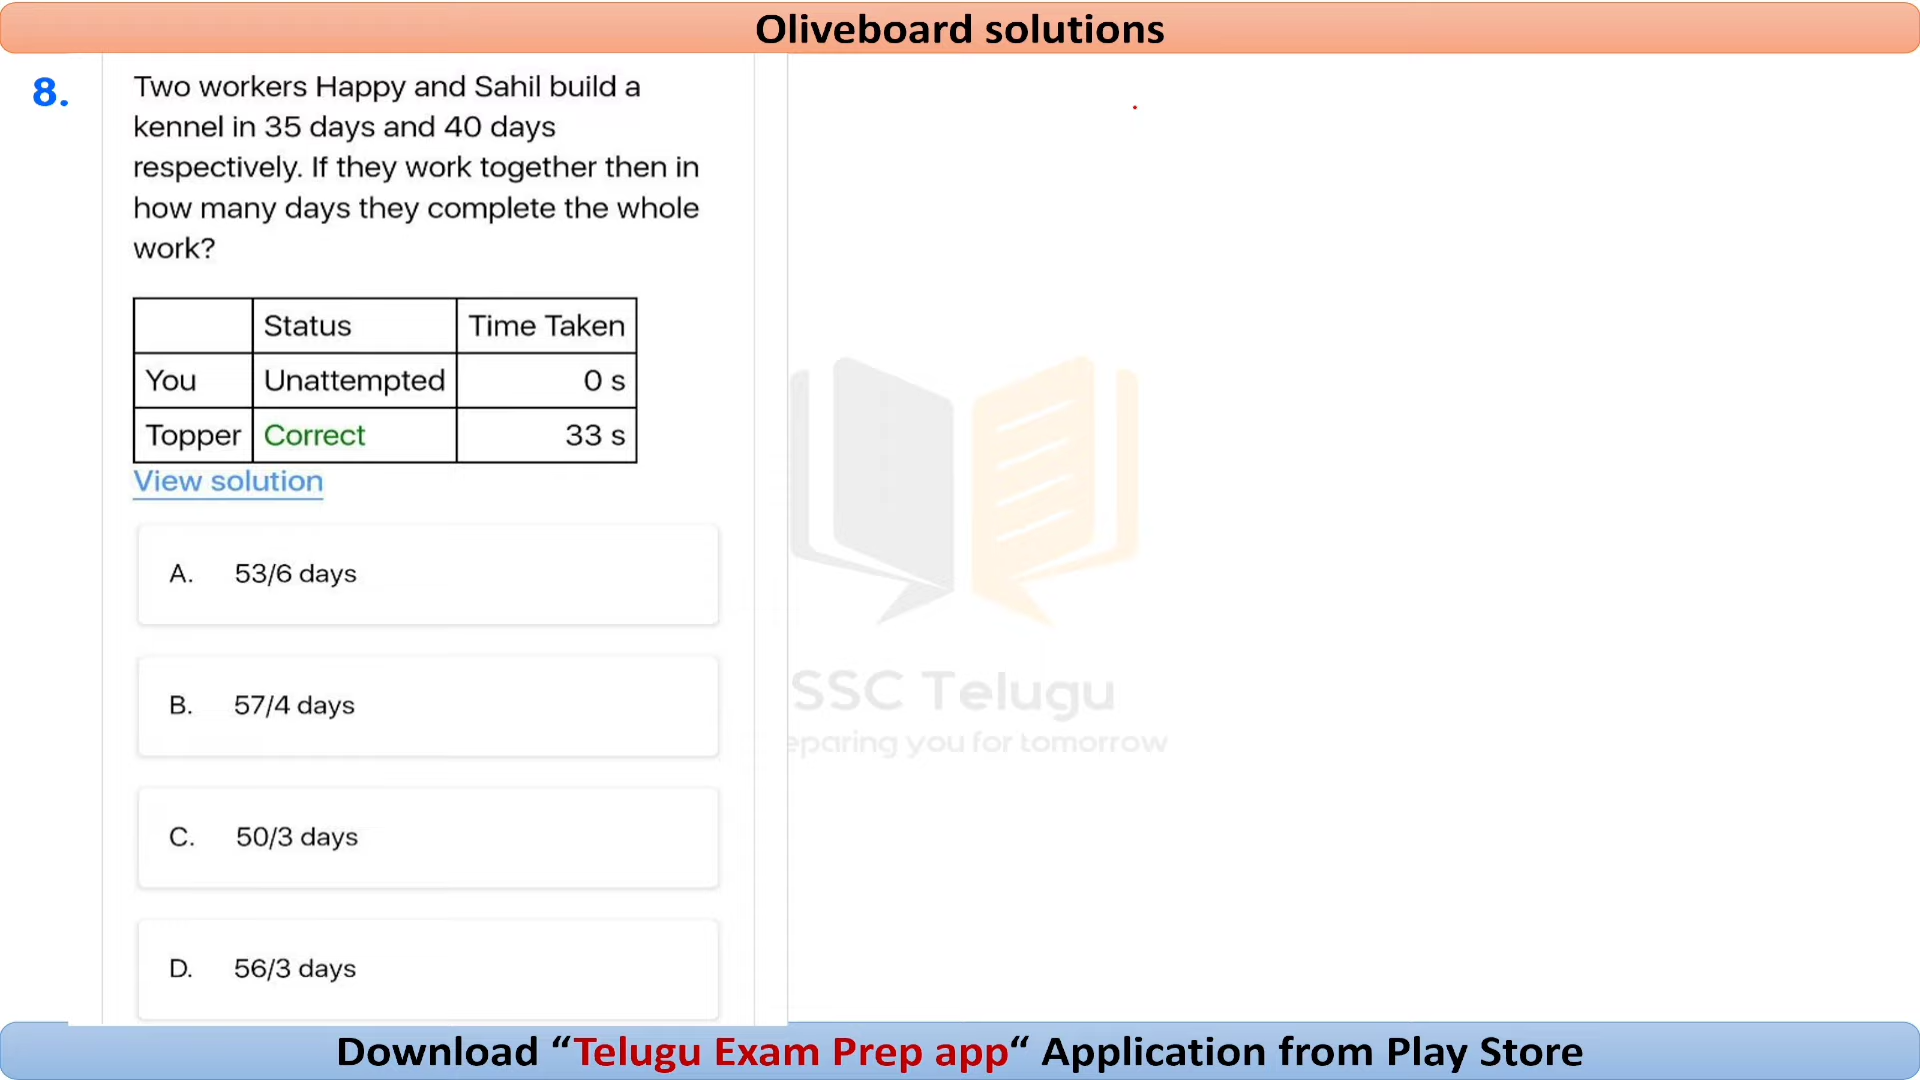 Oliveboard solutions
8.
Two workers Happy and Sahil build a
kennel in 35 days and 40 days
respectively. If they work together then in
how many days they complete the whole
work?
Status Time Taken
You Unattempted 0 s
Topper Correct 33 s
View solution
A. 53/6 days
B. 57/4 days
C. 50/3 days
D. 56/3 days
SSC Telugu
eparing you for tomorrow
Download “Telugu Exam Prep app“ Application from Play Store